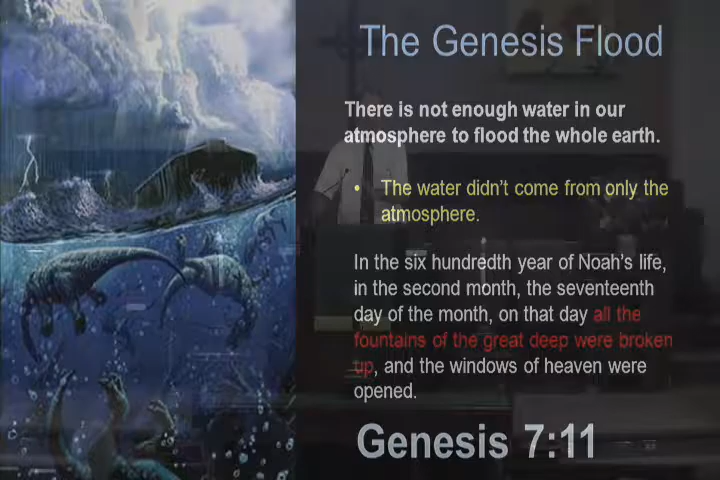 The Genesis Flood
There is not enough water in our
atmosphere to flood the whole earth.
• The water didn't come from only the
atmosphere.
In the six hundredth year of Noah's life,
in the second month, the seventeenth
day of the month, on that day all the
fountains of the great deep were broken
up, and the windows of heaven were
opened.
Genesis 7:11